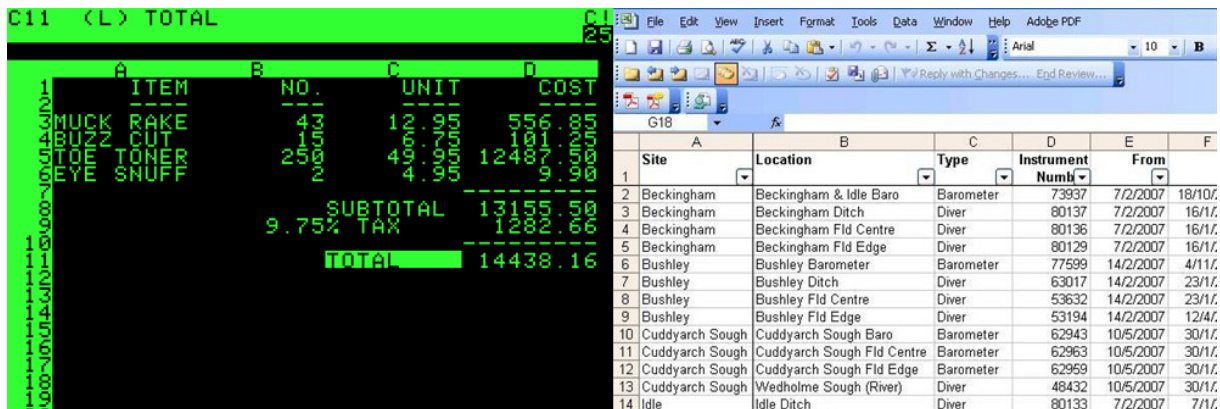 C11 (L) TOTAL C!
25
A B C D
1 ITEM NO. UNIT COST
2 ---- --- ---- ----
3 MUCK RAKE 43 12.95 556.85
4 BUZZ CUT 15 6.75 101.25
5 TOE TONER 250 49.95 12487.50
6 EYE SNUFF 2 4.95 9.90
7 ---------
8 SUBTOTAL 13155.50
9 9.75% TAX 1282.66
10 ---------
11 TOTAL 14438.16
12
13
14
15
16
17
18
19
File Edit View Insert Format Tools Data Window Help Adobe PDF
Arial 10 B
Reply with Changes... End Review...
G18 fx
A B C D E F
1 Site Location Type Instrument Numb From
2 Beckingham Beckingham & Idle Baro Barometer 73937 7/2/2007 18/10/
3 Beckingham Beckingham Ditch Diver 80137 7/2/2007 16/1/
4 Beckingham Beckingham Fld Centre Diver 80136 7/2/2007 16/1/
5 Beckingham Beckingham Fld Edge Diver 80129 7/2/2007 16/1/
6 Bushley Bushley Barometer Barometer 77599 14/2/2007 4/11/
7 Bushley Bushley Ditch Diver 63017 14/2/2007 23/1/
8 Bushley Bushley Fld Centre Diver 53632 14/2/2007 23/1/
9 Bushley Bushley Fld Edge Diver 53194 14/2/2007 12/4/
10 Cuddyarch Sough Cuddyarch Sough Baro Barometer 62943 10/5/2007 30/1/
11 Cuddyarch Sough Cuddyarch Sough Fld Centre Barometer 62963 10/5/2007 30/1/
12 Cuddyarch Sough Cuddyarch Sough Fld Edge Barometer 62959 10/5/2007 30/1/
13 Cuddyarch Sough Wedholme Sough (River) Diver 48432 10/5/2007 30/1/
14 Idle Idle Ditch Diver 80133 7/2/2007 7/1/